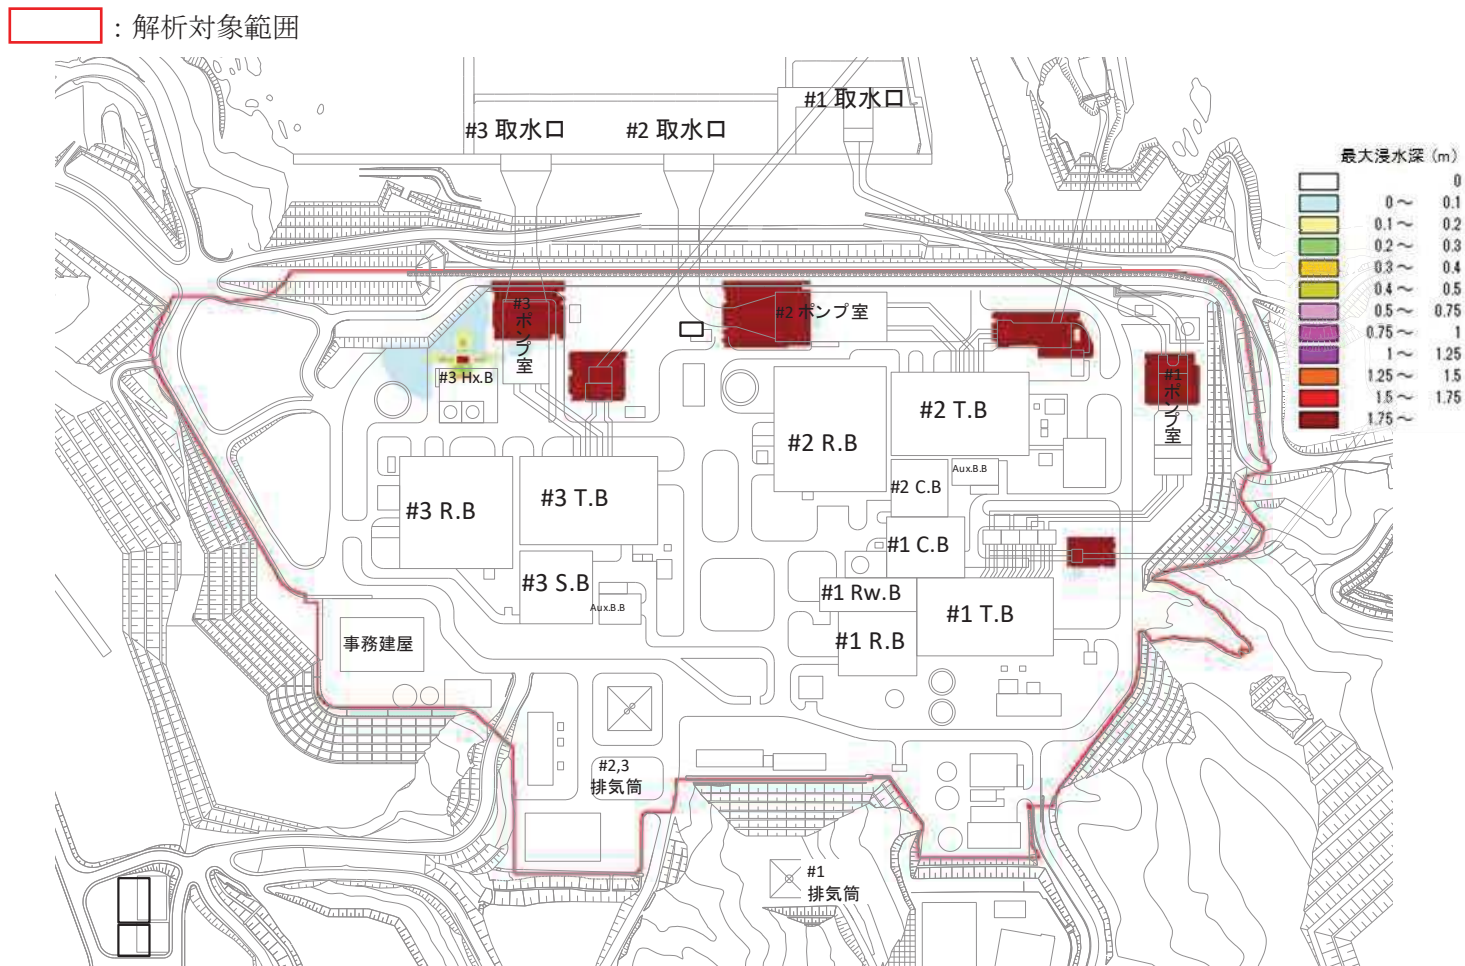 ：解析対象範囲
#1 取水口
#3 取水口
#2 取水口
最大浸水深（m）
0
0～ 0.1
0.1～ 0.2
0.2～ 0.3
0.3～ 0.4
0.4～ 0.5
0.5～ 0.75
0.75～ 1
1～ 1.25
1.25～ 1.5
1.5～ 1.75
1.75～
#3
ポンプ室
#2 ポンプ室
#3 Hx.B
#1
ポンプ室
#2 T.B
#2 R.B
Aux.B.B
#2 C.B
#3 T.B
#3 R.B
#1 C.B
#3 S.B
Aux.B.B
#1 Rw.B
#1 T.B
#1 R.B
事務建屋
#2,3
排気筒
#1
排気筒